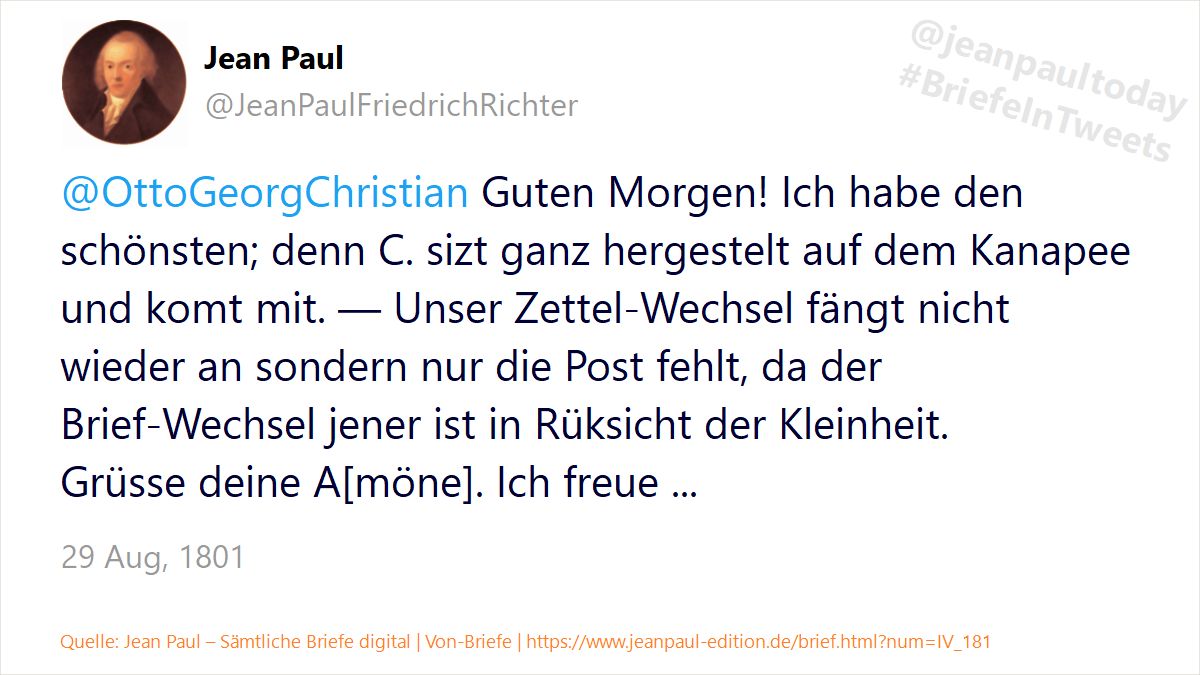 Jean Paul
@JeanPaulFriedrichRichter
@jeanpaultoday
#BriefeInTweets
@OttoGeorgChristian Guten Morgen! Ich habe den
schönsten; denn C. sizt ganz hergestelt auf dem Kanapee
und komt mit. — Unser Zettel-Wechsel fängt nicht
wieder an sondern nur die Post fehlt, da der
Brief-Wechsel jener ist in Rüksicht der Kleinheit.
Grüsse deine A[möne]. Ich freue ...
29 Aug, 1801
Quelle: Jean Paul – Sämtliche Briefe digital | Von-Briefe | https://www.jeanpaul-edition.de/brief.html?num=IV_181